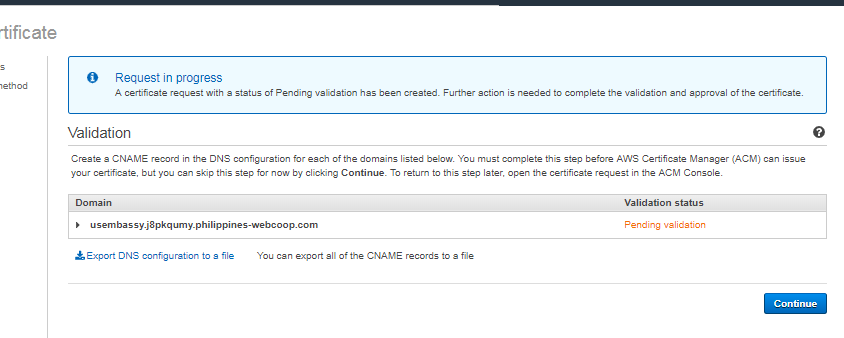 rtificate
s
nethod
Request in progress
A certificate request with a status of Pending validation has been created. Further action is needed to complete the validation and approval of the certificate.
Validation
Create a CNAME record in the DNS configuration for each of the domains listed below. You must complete this step before AWS Certificate Manager (ACM) can issue
your certificate, but you can skip this step for now by clicking Continue. To return to this step later, open the certificate request in the ACM Console.
Domain Validation status
usembassy.j8pkqumy.philippines-webcoop.com Pending validation
Export DNS configuration to a file You can export all of the CNAME records to a file
Continue